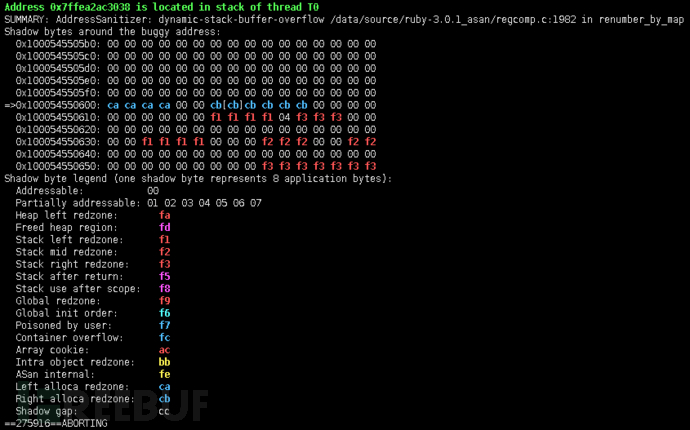 Address 0x7ffea2ac3038 is located in stack of thread T0
SUMMARY: AddressSanitizer: dynamic-stack-buffer-overflow /data/source/ruby-3.0.1_asan/regcomp.c:1982 in renumber_by_map
Shadow bytes around the buggy address:
  0x1000545505b0: 00 00 00 00 00 00 00 00 00 00 00 00 00 00 00 00
  0x1000545505c0: 00 00 00 00 00 00 00 00 00 00 00 00 00 00 00 00
  0x1000545505d0: 00 00 00 00 00 00 00 00 00 00 00 00 00 00 00 00
  0x1000545505e0: 00 00 00 00 00 00 00 00 00 00 00 00 00 00 00 00
  0x1000545505f0: 00 00 00 00 00 00 00 00 00 00 00 00 00 00 00 00
=>0x100054550600: ca ca ca ca 00 00 cb[cb]cb cb cb cb 00 00 00 00
  0x100054550610: 00 00 00 00 00 00 f1 f1 f1 f1 04 f3 f3 f3 00 00
  0x100054550620: 00 00 00 00 00 00 00 00 00 00 00 00 00 00 00 00
  0x100054550630: 00 00 f1 f1 f1 f1 00 00 00 f2 f2 f2 00 00 f2 f2
  0x100054550640: 00 00 00 00 00 00 00 00 00 00 00 00 00 00 00 00
  0x100054550650: 00 00 00 00 00 00 00 00 00 f3 f3 f3 f3 f3 f3 f3
Shadow byte legend (one shadow byte represents 8 application bytes):
  Addressable:           00
  Partially addressable: 01 02 03 04 05 06 07
  Heap left redzone:       fa
  Freed heap region:       fd
  Stack left redzone:      f1
  Stack mid redzone:       f2
  Stack right redzone:     f3
  Stack after return:      f5
  Stack use after scope:   f8
  Global redzone:          f9
  Global init order:       f6
  Poisoned by user:        f7
  Container overflow:      fc
  Array cookie:            ac
  Intra object redzone:    bb
  ASan internal:           fe
  Left alloca redzone:     ca
  Right alloca redzone:    cb
  Shadow gap:              cc
==275916==ABORTING
REEBUF